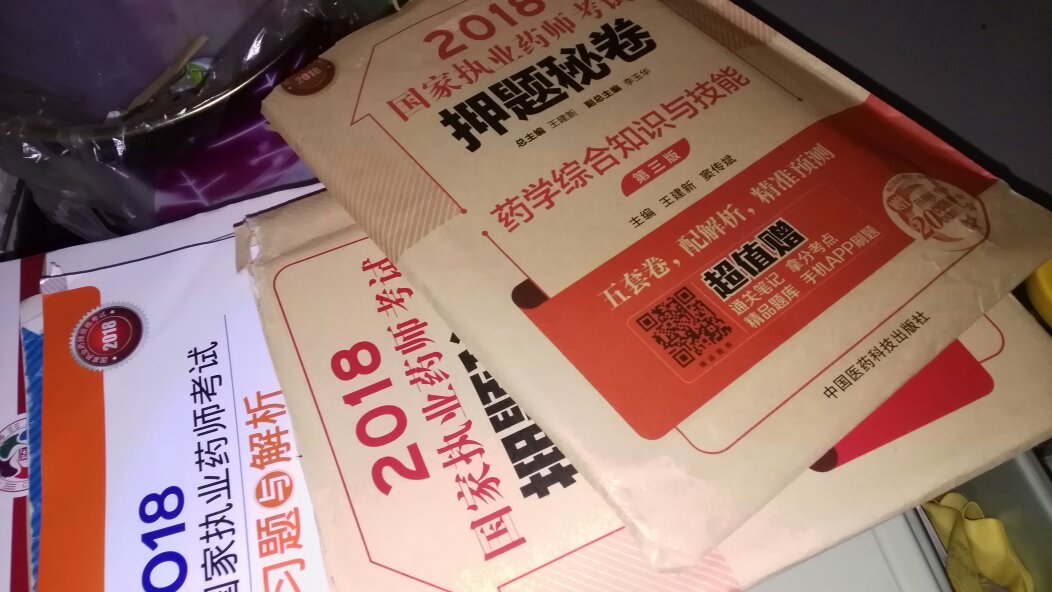 2018
2018
国家执业药师考试
押题秘卷
总主编 王建新 副总主编 李玉华
药学综合知识与技能
第三版
主编 王建新 窦传斌
五套卷，配解析，精准预测
超值赠
通关笔记 拿分考点
精品题库 手机APP刷题
中国医药科技出版社
2018
国家执业药师考试
押题
2018
2018
国家执业药师考试
习题与解析